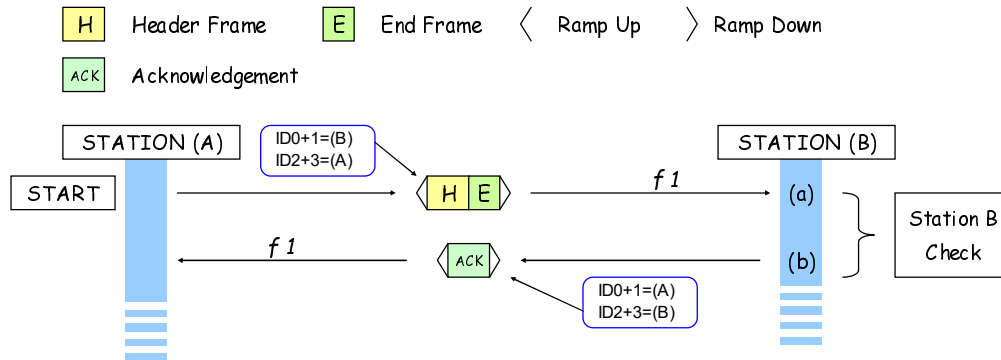 H Header Frame E End Frame Ramp Up Ramp Down
ACK Acknowledgement
STATION (A)
ID0+1=(B)
ID2+3=(A)
STATION (B)
START
H E
f 1
(a)
Station B
Check
f 1
ACK
(b)
ID0+1=(A)
ID2+3=(B)